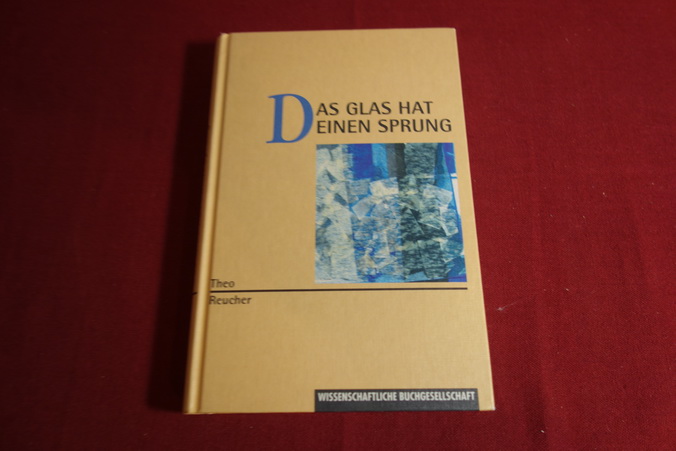 DAS GLAS HAT
EINEN SPRUNG
Theo
Reucher
WISSENSCHAFTLICHE BUCHGESELLSCHAFT